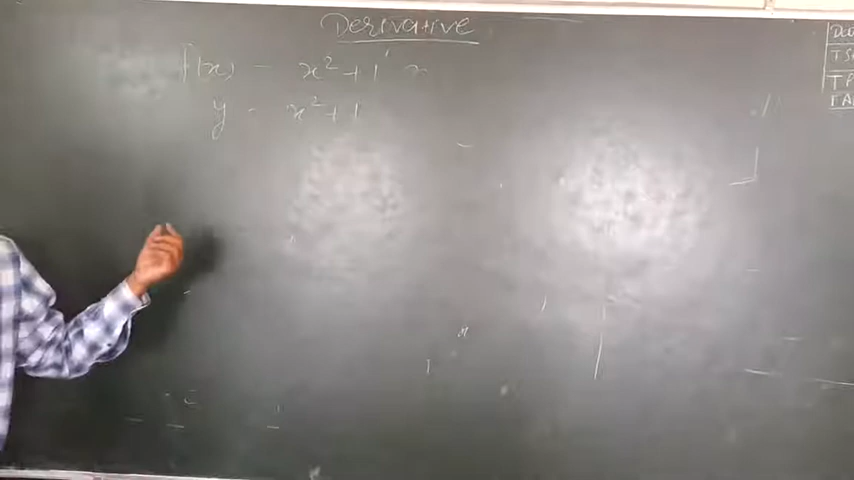 Derivative
f(x) = x²+1
y = x²+1